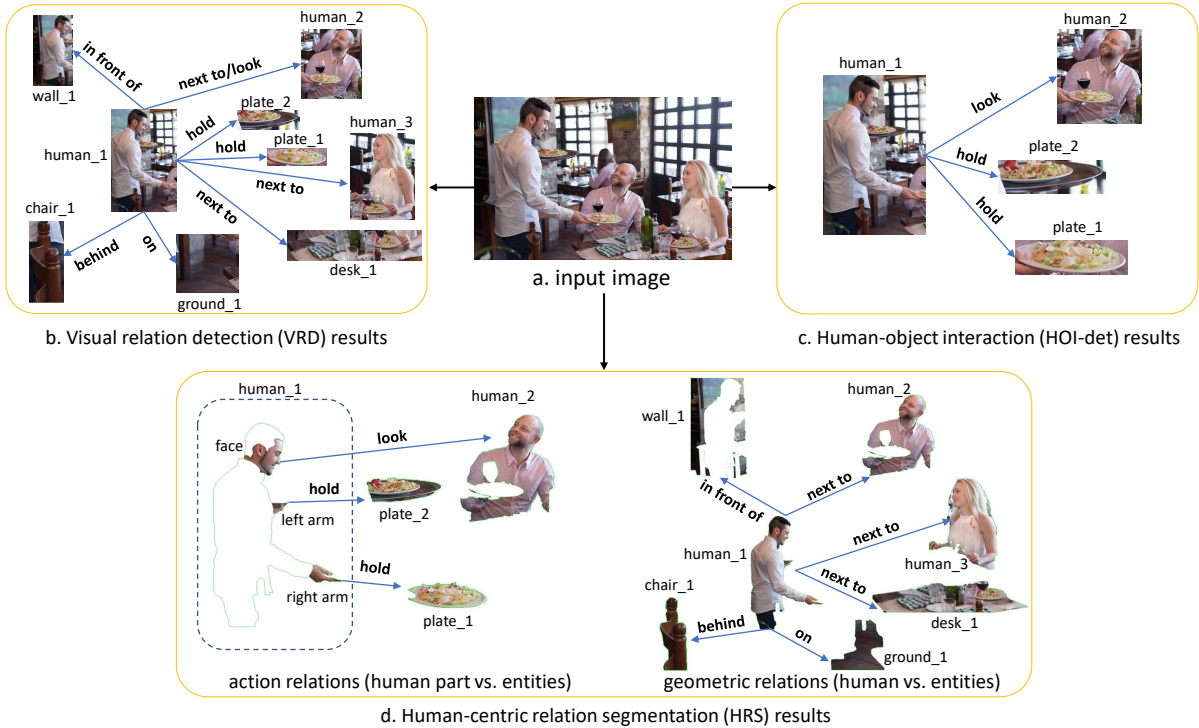 human_2
in front of
next to/look
wall_1
plate_2
human_3
hold
plate_1
human_1
hold
next to
next to
chair_1
behind
on
desk_1
ground_1
b. Visual relation detection (VRD) results
a. input image
human_2
human_1
look
plate_2
hold
hold
plate_1
c. Human-object interaction (HOI-det) results
human_1
human_2
face
look
hold
left arm
plate_2
hold
right arm
plate_1
action relations (human part vs. entities)
human_2
wall_1
in front of
next to
next to
human_1
human_3
chair_1
next to
behind
on
desk_1
ground_1
geometric relations (human vs. entities)
d. Human-centric relation segmentation (HRS) results